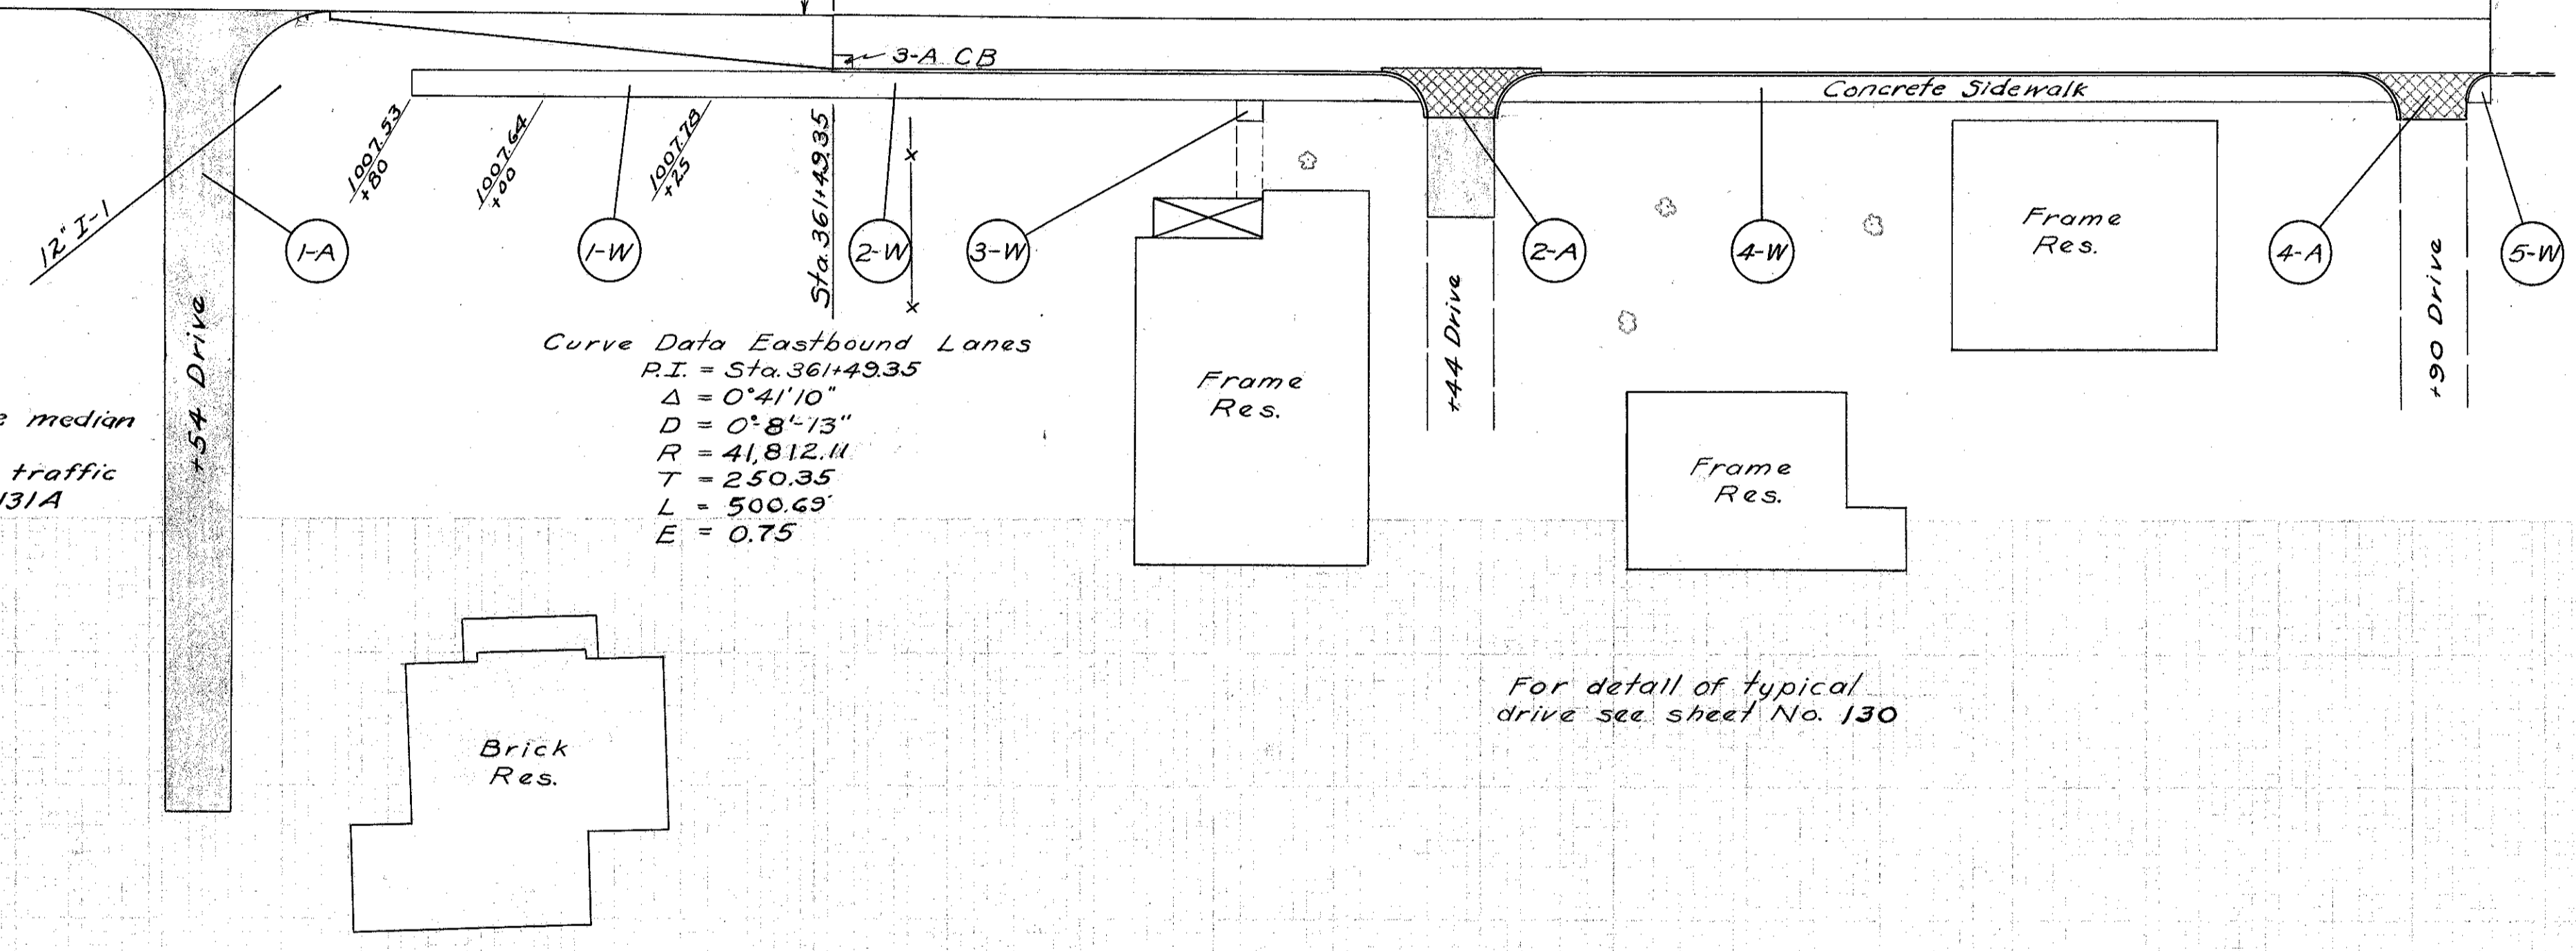 3-A CB
Concrete Sidewalk
1007.53
+80
1007.64
+00
1007.78
+25
Sta. 361+49.35
12" I-1
1-A
1-W
2-W
3-W
2-A
4-W
4-A
5-W
+54 Drive
+44 Drive
+90 Drive
Frame
Res.
Frame
Res.
Frame
Res.
Brick
Res.
Curve Data Eastbound Lanes
P.I. = Sta. 361+49.35
Δ = 0°41'10"
D = 0°-8'-13"
R = 41,812.11
T = 250.35
L = 500.69'
E = 0.75
median
traffic
131A
For detail of typical
drive see sheet No. 130